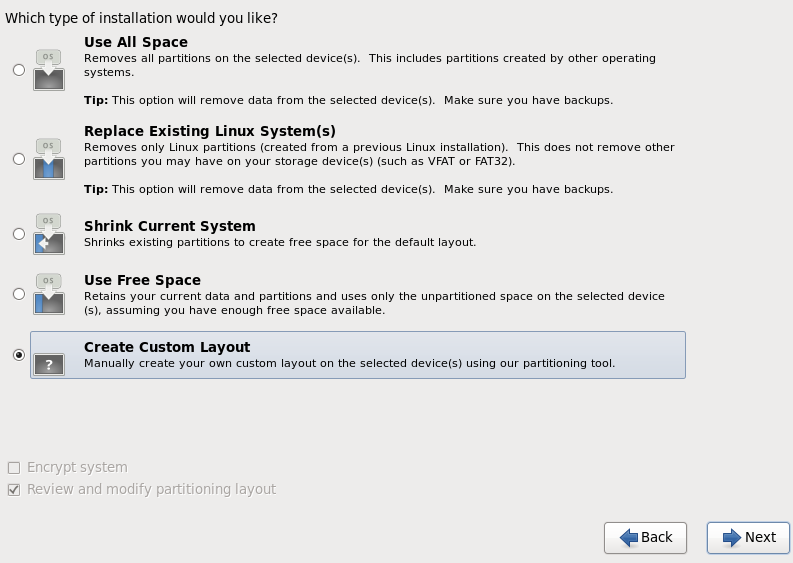 Which type of installation would you like?
OS
Use All Space
Removes all partitions on the selected device(s).  This includes partitions created by other operating
systems.
Tip: This option will remove data from the selected device(s).  Make sure you have backups.
OS
Replace Existing Linux System(s)
Removes only Linux partitions (created from a previous Linux installation).  This does not remove other
partitions you may have on your storage device(s) (such as VFAT or FAT32).
Tip: This option will remove data from the selected device(s).  Make sure you have backups.
OS
Shrink Current System
Shrinks existing partitions to create free space for the default layout.
OS
Use Free Space
Retains your current data and partitions and uses only the unpartitioned space on the selected device
(s), assuming you have enough free space available.
?
Create Custom Layout
Manually create your own custom layout on the selected device(s) using our partitioning tool.
Encrypt system
Review and modify partitioning layout
Back
Next